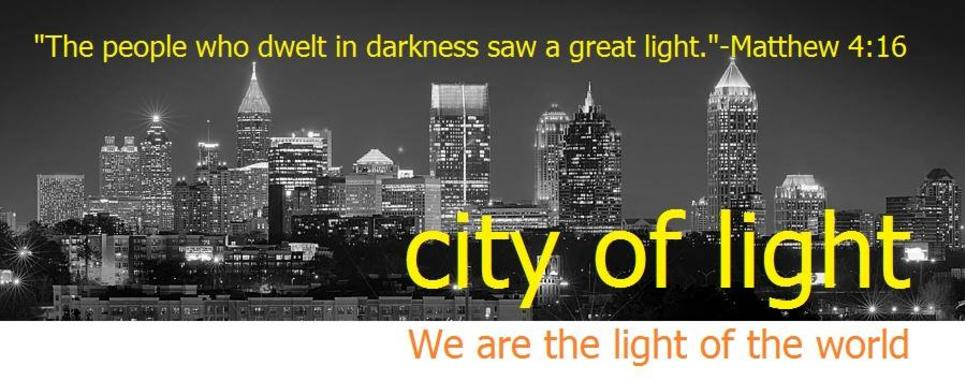 "The people who dwelt in darkness saw a great light."-Matthew 4:16
city of light
We are the light of the world